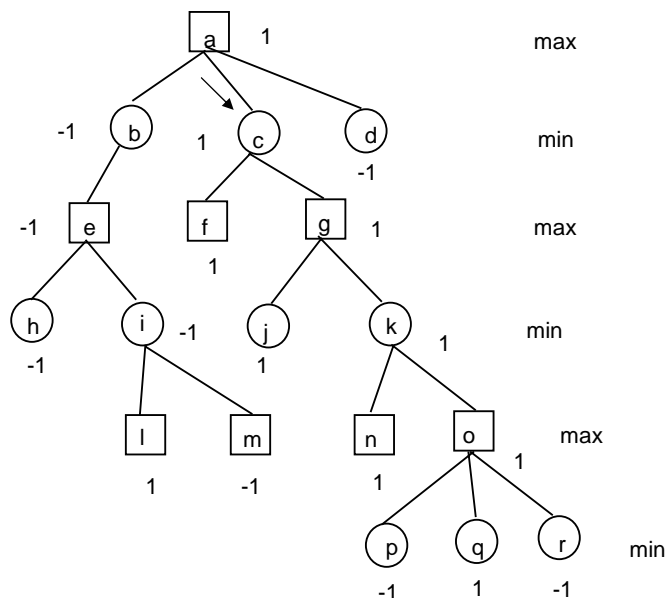 a 1 max
-1 b 1 c d min
-1
-1 e f g 1 max
1
h i -1 j k 1 min
-1 1
l m n o max
1 -1 1 1
p q r min
-1 1 -1